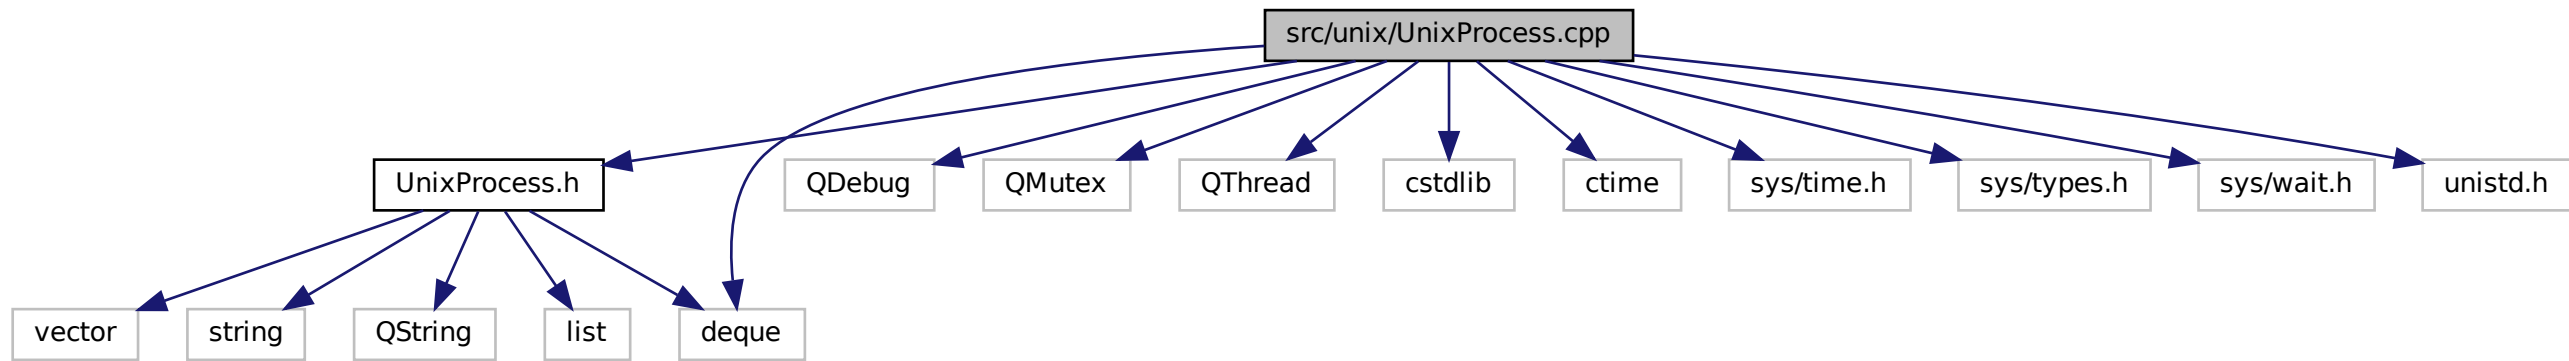 src/unix/UnixProcess.cpp
UnixProcess.h
QDebug
QMutex
QThread
cstdlib
ctime
sys/time.h
sys/types.h
sys/wait.h
unistd.h
vector
string
QString
list
deque